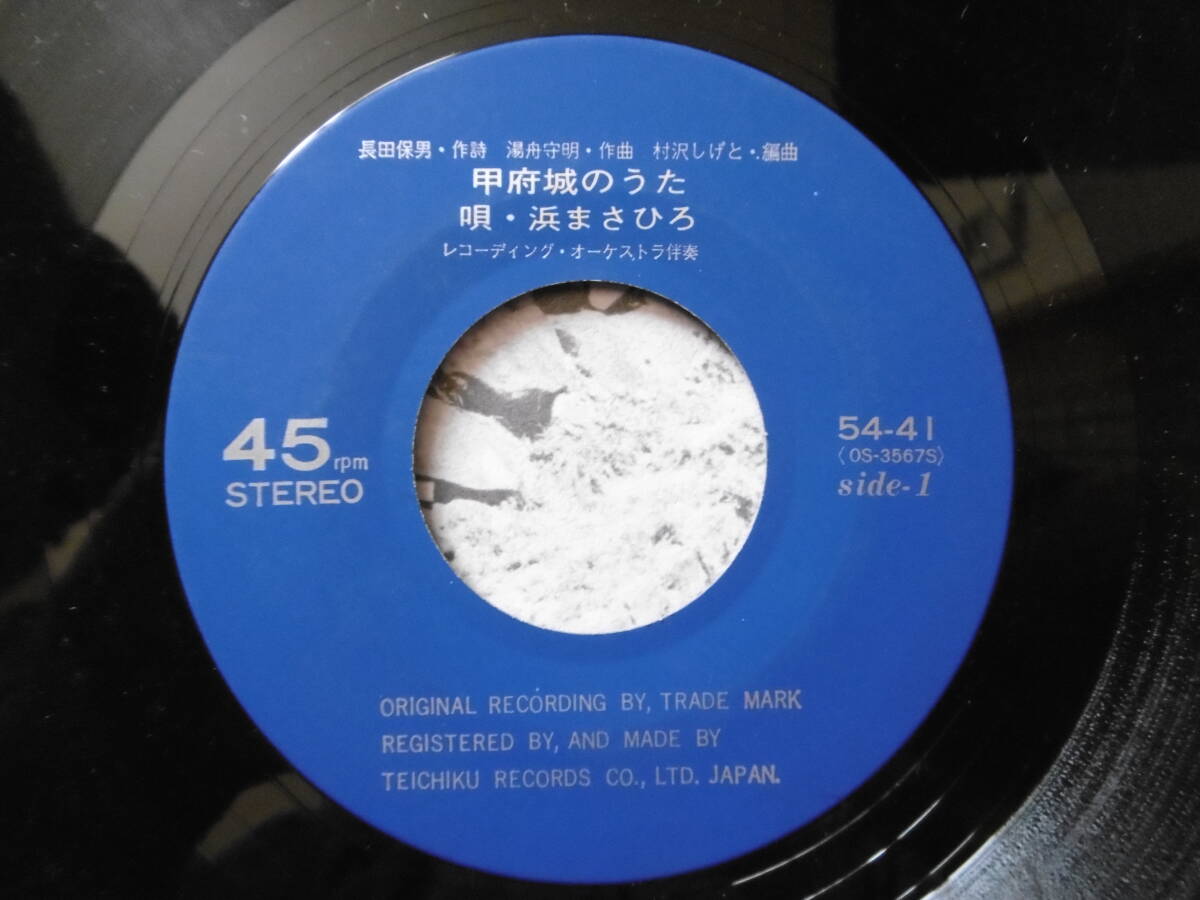 長田保男・作詩 湯舟守明・作曲 村沢しげと・編曲
甲府城のうた
唄・浜まさひろ
レコーディング・オーケストラ伴奏
45rpm
STEREO
54-41
〈OS-3567S〉
side-1
ORIGINAL RECORDING BY, TRADE MARK
REGISTERED BY, AND MADE BY
TEICHIKU RECORDS CO., LTD. JAPAN.